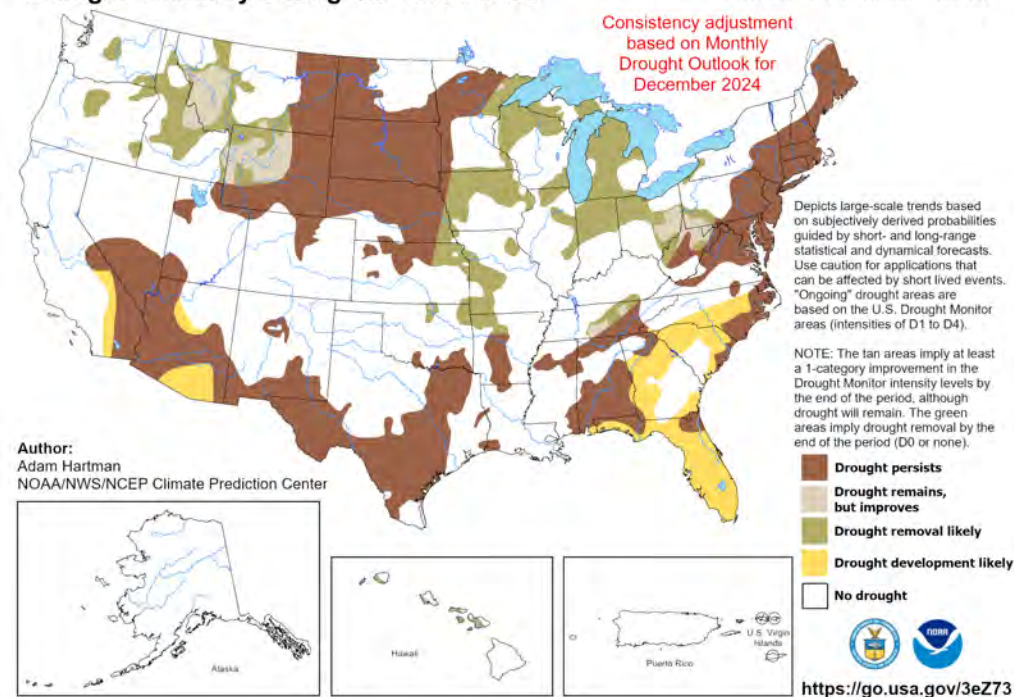 Consistency adjustment
based on Monthly
Drought Outlook for
December 2024
Depicts large-scale trends based
on subjectively derived probabilities
guided by short- and long-range
statistical and dynamical forecasts.
Use caution for applications that
can be affected by short lived events.
"Ongoing" drought areas are
based on the U.S. Drought Monitor
areas (intensities of D1 to D4).
NOTE: The tan areas imply at least
a 1-category improvement in the
Drought Monitor intensity levels by
the end of the period, although
drought will remain. The green
areas imply drought removal by the
end of the period (D0 or none).
Author:
Adam Hartman
NOAA/NWS/NCEP Climate Prediction Center
Drought persists
Drought remains,
but improves
Drought removal likely
Drought development likely
No drought
Alaska
Hawaii
Puerto Rico
U.S. Virgin
Islands
NOAA
https://go.usa.gov/3eZ73